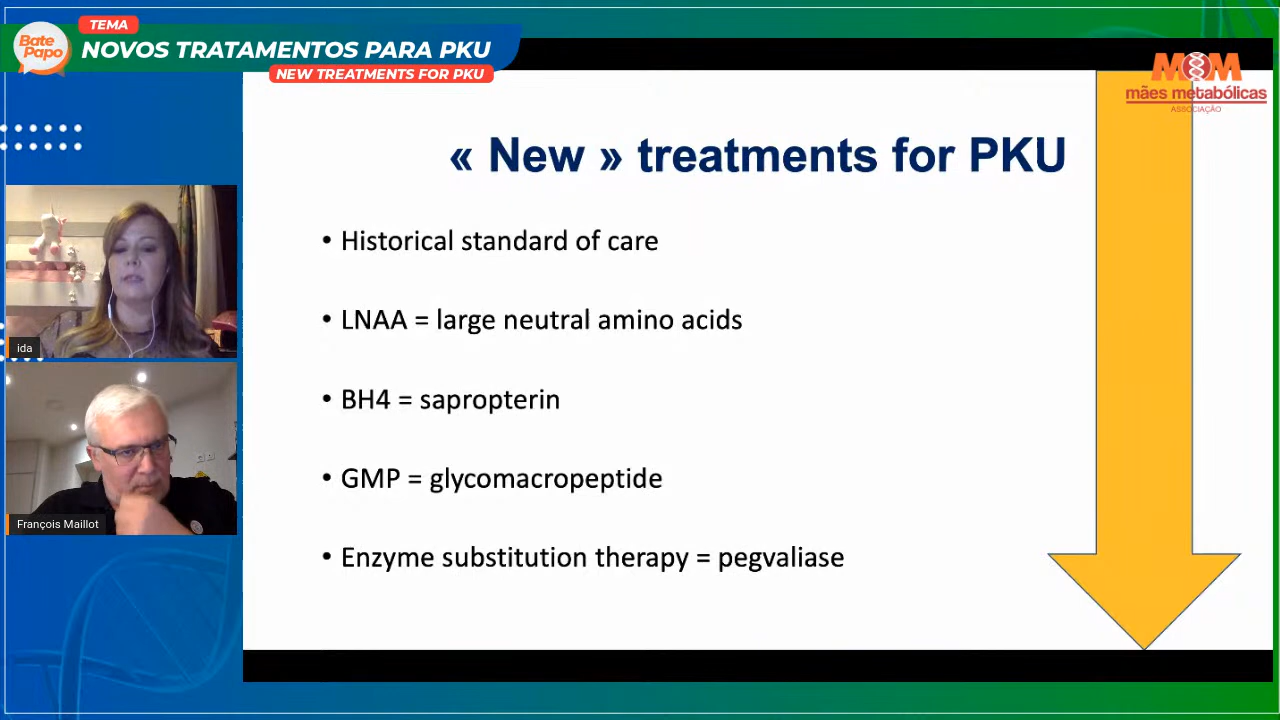 TEMA
Bate
Papo
NOVOS TRATAMENTOS PARA PKU
NEW TREATMENTS FOR PKU
MM
mães metabólicas
ASSOCIAÇÃO
« New » treatments for PKU
• Historical standard of care
• LNAA = large neutral amino acids
• BH4 = sapropterin
• GMP = glycomacropeptide
• Enzyme substitution therapy = pegvaliase
ida
François Maillot